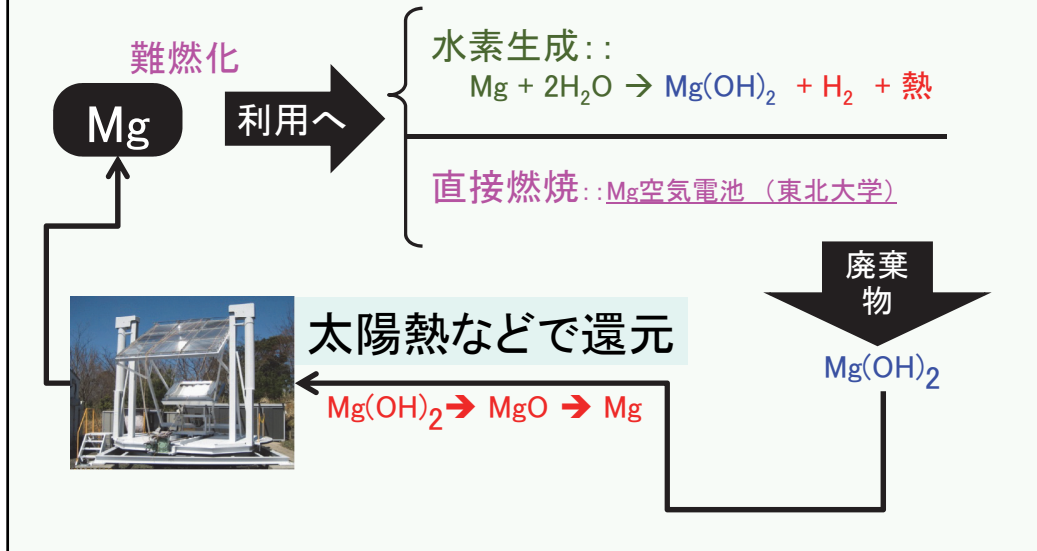 難燃化
Mg
利用へ
水素生成::
Mg + 2H₂O → Mg(OH)₂ + H₂ + 熱
直接燃焼::Mg空気電池 (東北大学)
廃棄
物
Mg(OH)₂
太陽熱などで還元
Mg(OH)₂➔ MgO ➔ Mg